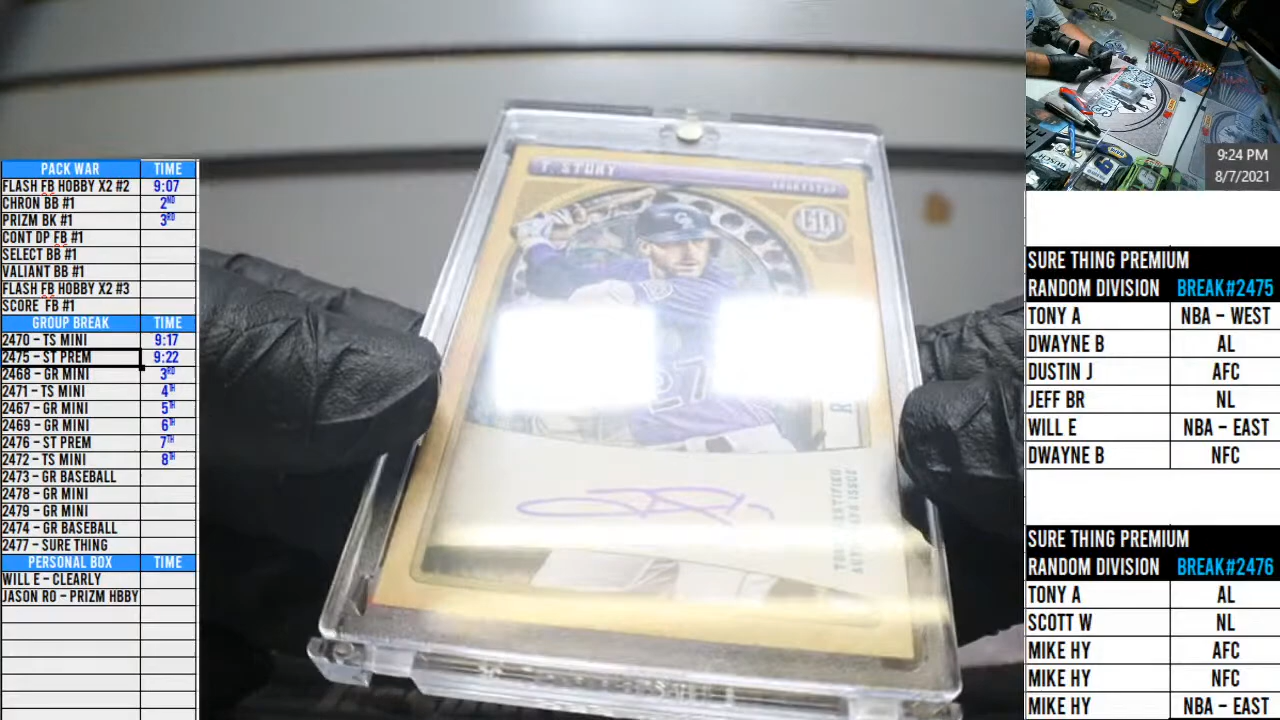 PACK WAR TIME
FLASH FB HOBBY X2 #2 9:07
CHRON BB #1 2ND
PRIZM BK #1 3RD
CONT DP FB #1
SELECT BB #1
VALIANT BB #1
FLASH FB HOBBY X2 #3
SCORE FB #1
GROUP BREAK TIME
2470 – TS MINI 9:17
2475 – ST PREM 9:22
2468 – GR MINI 3RD
2471 – TS MINI 4TH
2467 – GR MINI 5TH
2469 – GR MINI 6TH
2476 – ST PREM 7TH
2472 – TS MINI 8TH
2473 – GR BASEBALL
2478 – GR MINI
2479 – GR MINI
2474 – GR BASEBALL
2477 – SURE THING
PERSONAL BOX TIME
WILL E – CLEARLY
JASON RO – PRIZM HBBY
T. STORY
GQ
27
R
9:24 PM
8/7/2021
SURE THING PREMIUM
RANDOM DIVISION BREAK#2475
TONY A NBA – WEST
DWAYNE B AL
DUSTIN J AFC
JEFF BR NL
WILL E NBA – EAST
DWAYNE B NFC
SURE THING PREMIUM
RANDOM DIVISION BREAK#2476
TONY A AL
SCOTT W NL
MIKE HY AFC
MIKE HY NFC
MIKE HY NBA – EAST